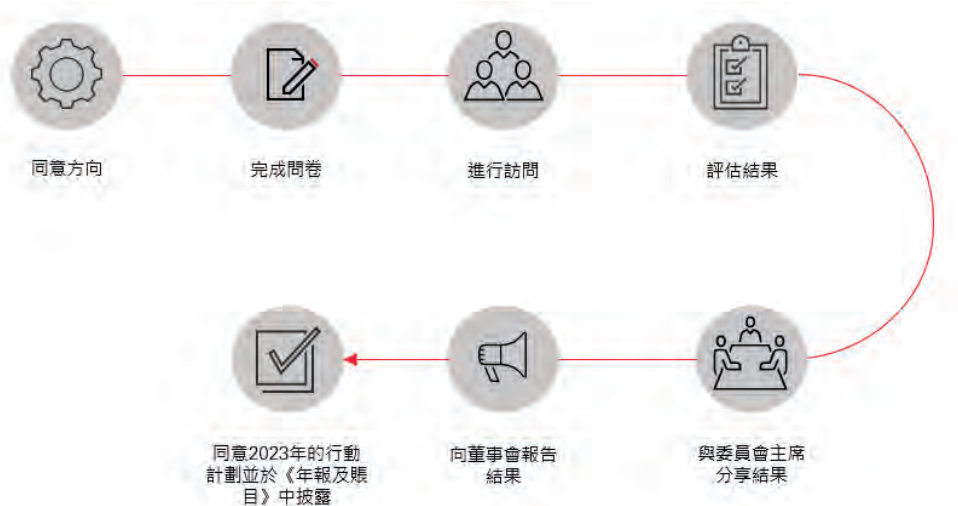 同意方向
完成問卷
進行訪問
評估結果
與委員會主席
分享結果
向董事會報告
結果
同意2023年的行動
計劃並於《年報及賬
目》中披露